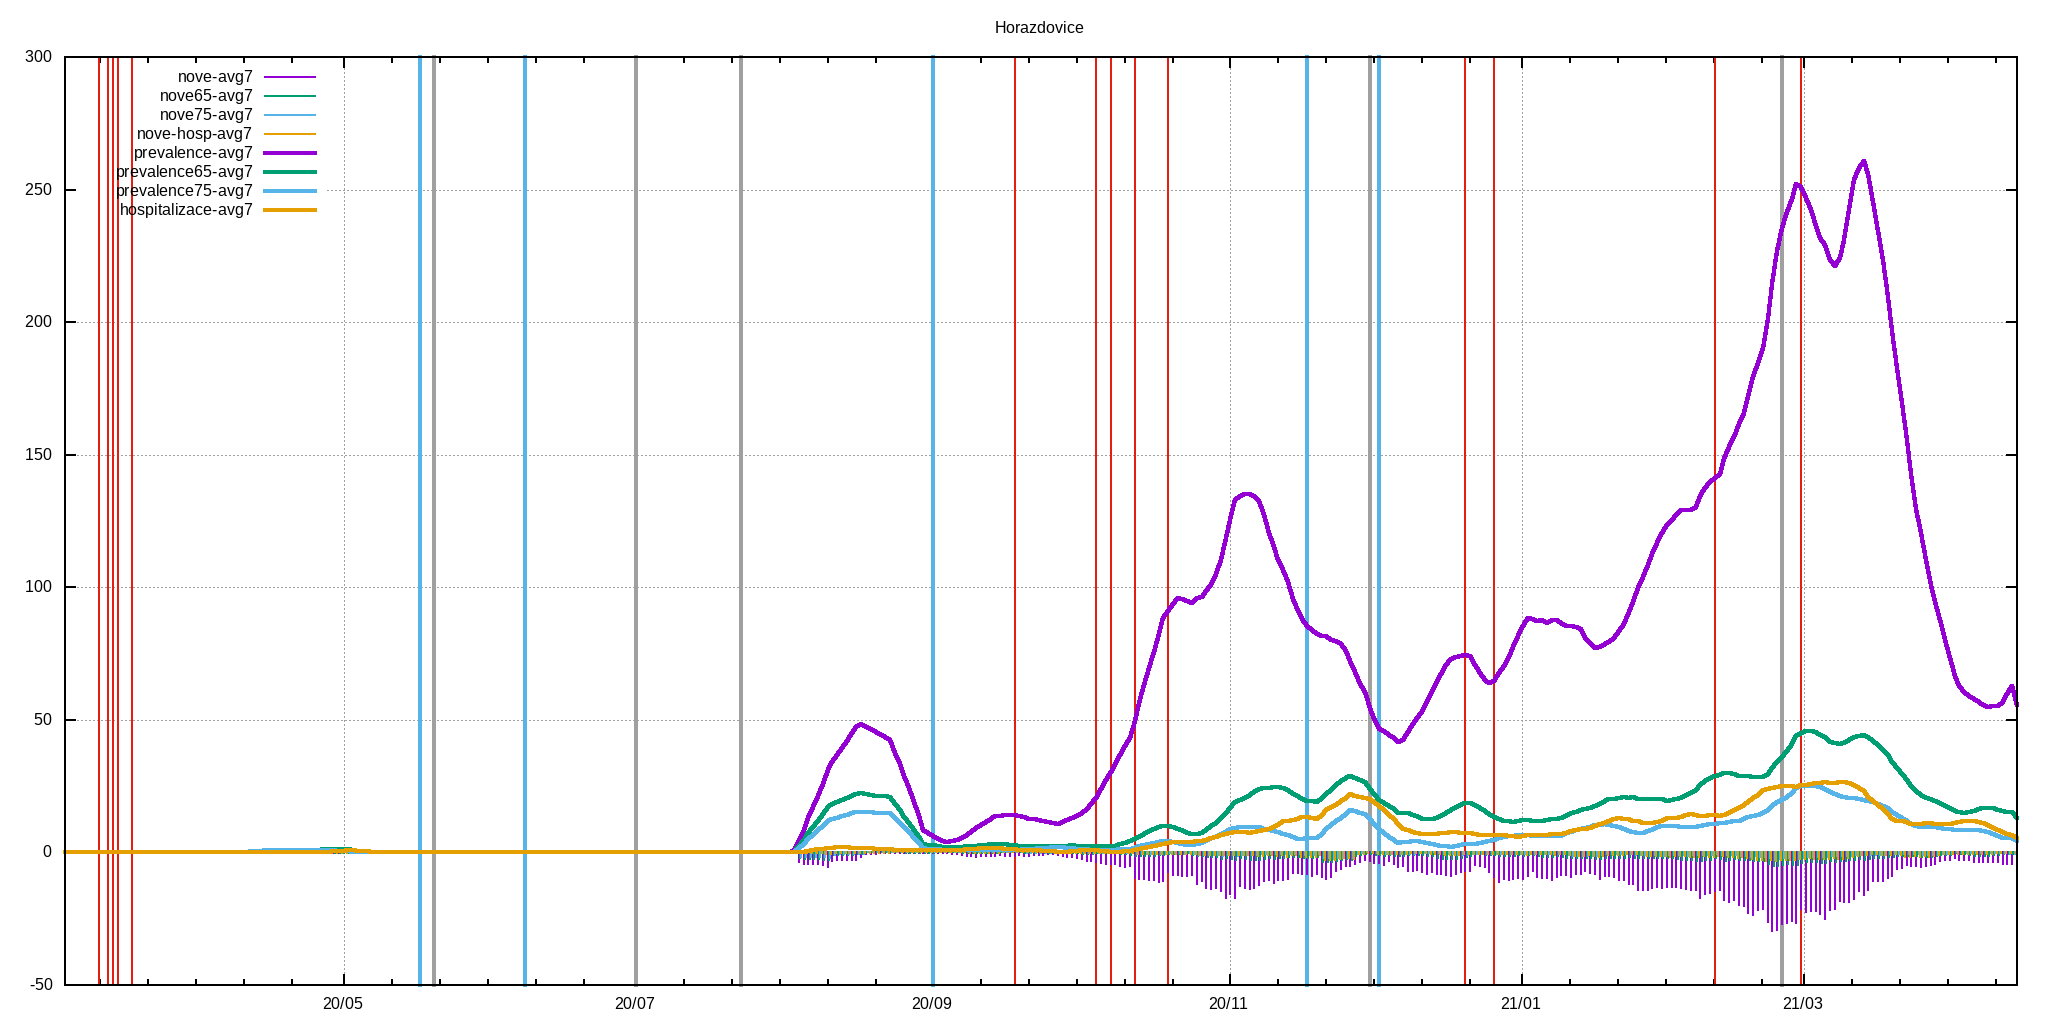 Horazdovice
300
250
200
150
100
50
0
-50
nove-avg7
nove65-avg7
nove75-avg7
nove-hosp-avg7
prevalence-avg7
prevalence65-avg7
prevalence75-avg7
hospitalizace-avg7
20/05
20/07
20/09
20/11
21/01
21/03